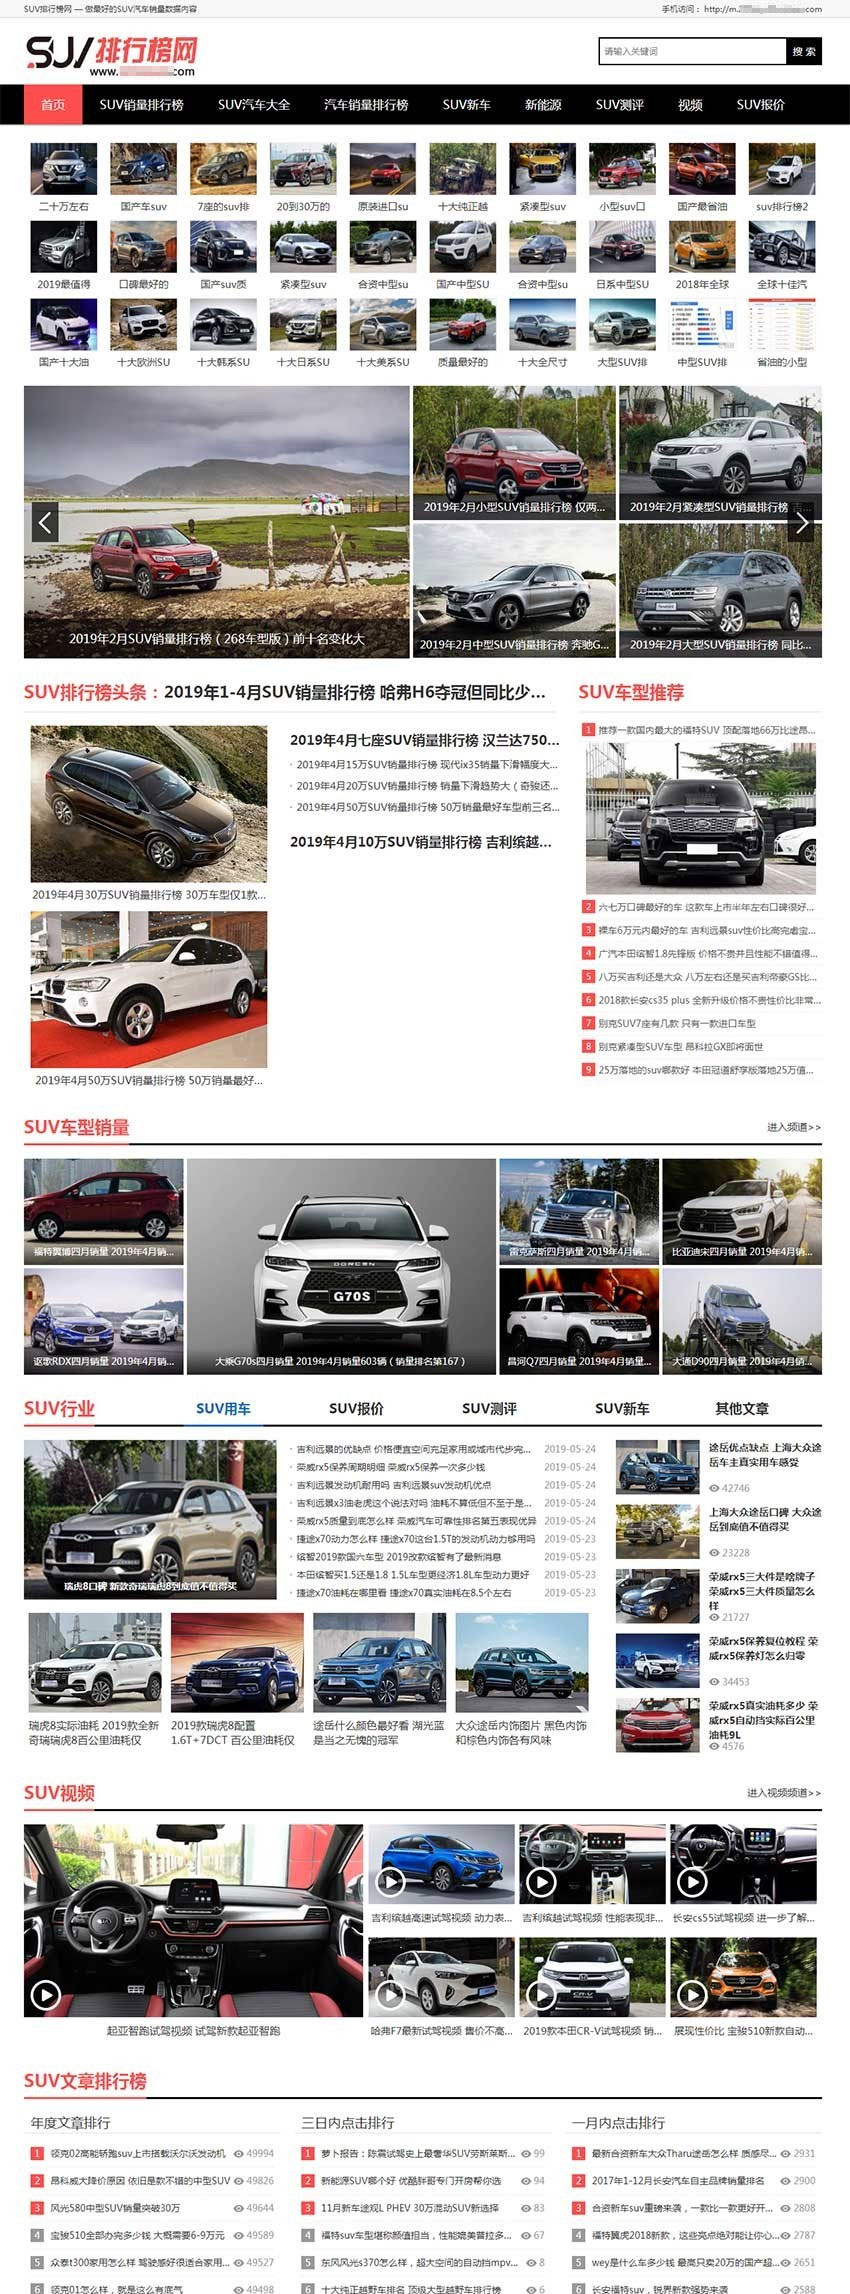 SUV排行榜网 — 做最好的SUV汽车销量数据内容
手机访问： http://m.2 com
SUV排行榜网
www. com
请输入关键词
搜 索
首页 SUV销量排行榜 SUV汽车大全 汽车销量排行榜 SUV新车 新能源 SUV测评 视频 SUV报价
二十万左右 国产车suv 7座的suv排 20到30万的 原装进口su 十大纯正越 紧凑型suv 小型suv口 国产最省油 suv排行榜2
2019最值得 口碑最好的 国产suv质 紧凑型suv 合资中型su 国产中型SU 合资中型su 日系中型SU 2018年全球 全球十佳汽
国产十大油 十大欧洲SU 十大韩系SU 十大日系SU 十大美系SU 质量最好的 十大全尺寸 大型SUV排 中型SUV排 省油的小型
2019年2月SUV销量排行榜（268车型版）前十名变化大
2019年2月小型SUV销量排行榜 仅两...
2019年2月紧凑型SUV销量排行榜 吉...
2019年2月中型SUV销量排行榜 奔驰G...
2019年2月大型SUV销量排行榜 同比...
SUV排行榜头条：2019年1-4月SUV销量排行榜 哈弗H6夺冠但同比少...
2019年4月30万SUV销量排行榜 30万车型仅1款...
2019年4月50万SUV销量排行榜 50万销量最好...
2019年4月七座SUV销量排行榜 汉兰达750...
· 2019年4月15万SUV销量排行榜 现代ix35销量下滑幅度大...
· 2019年4月20万SUV销量排行榜 销量下滑趋势大（奇骏还...
· 2019年4月50万SUV销量排行榜 50万销量最好车型前三名...
2019年4月10万SUV销量排行榜 吉利缤越...
SUV车型推荐
1 推荐一款国内最大的福特SUV 顶配落地66万比途昂...
2 六七万口碑最好的车 这款车上市半年左右口碑很好...
3 裸车6万元内最好的车 吉利远景suv性价比高完虐宝...
4 广汽本田缤智1.8先锋版 价格不贵并且性能不错值得...
5 八万买吉利还是大众 八万左右还是买吉利帝豪GS比...
6 2018款长安cs35 plus 全新升级价格不贵性价比非常...
7 别克SUV7座有几款 只有一款进口车型
8 别克紧凑型SUV车型 昂科拉GX即将面世
9 25万落地的suv哪款好 本田冠道舒享版落地25万值...
SUV车型销量
进入频道>>
福特翼博四月销量 2019年4月销...
讴歌RDX四月销量 2019年4月销...
DORCEN
G70S
大乘G70s四月销量 2019年4月销量603辆（销量排名第167）
雷克萨斯四月销量 2019年4月销...
比亚迪宋四月销量 2019年4月销...
昌河Q7四月销量 2019年4月销量...
大通D90四月销量 2019年4月销...
SUV行业 SUV用车 SUV报价 SUV测评 SUV新车 其他文章
瑞虎8口碑 新款奇瑞瑞虎8到底值不值得买
· 吉利远景的优缺点 价格便宜空间充足家用或城市代步完... 2019-05-24
· 荣威rx5保养周期明细 荣威rx5保养一次多少钱 2019-05-24
· 吉利远景发动机耐用吗 吉利远景suv发动机优点 2019-05-24
· 吉利远景x3油老虎这个说法对吗 油耗不算低但不至于是... 2019-05-24
· 荣威rx5质量到底怎么样 荣威汽车可靠性排名第五表现优异 2019-05-24
· 捷途x70动力怎么样 捷途x70这台1.5T的发动机动力够用吗 2019-05-23
· 缤智2019款国六车型 2019改款缤智有了最新消息 2019-05-23
· 本田缤智买1.5还是1.8 1.5L车型更经济1.8L车型动力更好 2019-05-23
· 捷途x70油耗在哪里看 捷途x70真实油耗在8.5个左右 2019-05-23
瑞虎8实际油耗 2019款全新
奇瑞瑞虎8百公里油耗仅
2019款瑞虎8配置
1.6T+7DCT 百公里油耗仅
途岳什么颜色最好看 湖光蓝
是当之无愧的冠军
大众途岳内饰图片 黑色内饰
和棕色内饰各有风味
途岳优点缺点 上海大众途
岳车主真实用车感受
42746
上海大众途岳口碑 大众途
岳到底值不值得买
23228
荣威rx5三大件是啥牌子
荣威rx5三大件质量怎么
样
21727
荣威rx5保养复位教程 荣
威rx5保养灯怎么归零
34453
荣威rx5真实油耗多少 荣
威rx5自动挡实际百公里
油耗9L
4576
SUV视频
进入视频频道>>
起亚智跑试驾视频 试驾新款起亚智跑
吉利缤越高速试驾视频 动力表...
吉利缤越试驾视频 性能表现非...
长安cs55试驾视频 进一步了解...
哈弗F7最新试驾视频 售价不高...
2019款本田CR-V试驾视频 销...
展现性价比 宝骏510新款自动...
SUV文章排行榜
年度文章排行
1 领克02高能轿跑suv上市搭载沃尔沃发动机 49994
2 昂科威大降价原因 依旧是款不错的中型SUV 49826
3 风光580中型SUV销量突破30万 49644
4 宝骏510全部办完多少钱 大概需要6-9万元 49589
5 众泰t300家用怎么样 驾驶感好很适合家用... 49527
6 领克01怎么样，就是这么有底气 49498
三日内点击排行
1 萝卜报告：陈震试驾史上最奢华SUV劳斯莱斯... 99
2 新能源SUV哪个好 优酷胖哥专门开房帮你选 94
3 11月新车途观L PHEV 30万混动SUV新选择 83
4 福特suv车型堪称颜值担当，性能媲美普拉多... 67
5 东风风光s370怎么样，超大空间的自动挡mpv... 8
6 十大纯正越野车排名 顶级大型越野车排行榜 6
一月内点击排行
1 最新合资新车大众Tharu途岳怎么样 质感尽... 2931
2 2017年1-12月长安汽车自主品牌销量排名 2900
3 合资新车suv重磅来袭，一款比一款更好开... 2808
4 福特翼虎2018新款，这些亮点绝对能让你心... 2787
5 wey是什么车多少钱 最高只卖20万的国产超... 2651
6 长安福特suv，锐界新款强势来袭 2588